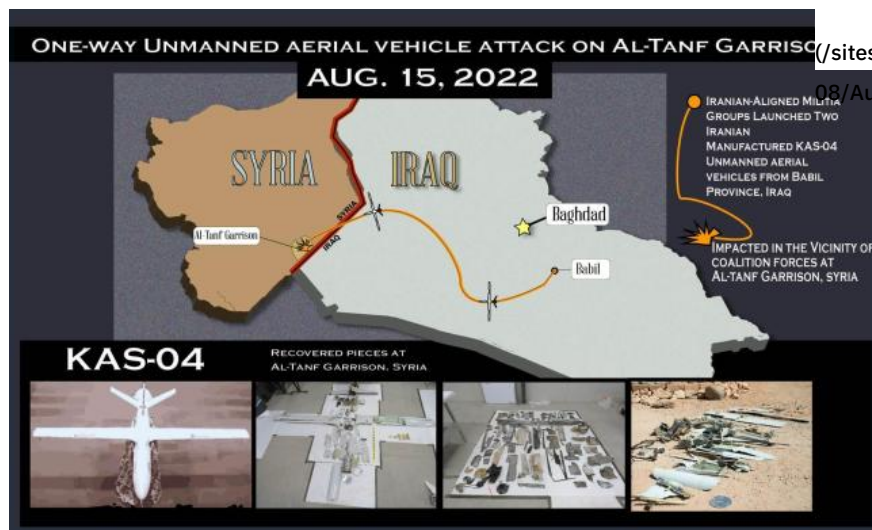 ONE-WAY UNMANNED AERIAL VEHICLE ATTACK ON AL-TANF GARRISO
AUG. 15, 2022
(/sites
08/Au
IRANIAN-ALIGNED MILITIA
GROUPS LAUNCHED TWO
IRANIAN
MANUFACTURED KAS-04
UNMANNED AERIAL
VEHICLES FROM BABIL
PROVINCE, IRAQ
SYRIA
IRAQ
SYRIA
IRAQ
Al-Tanf Garrison
Baghdad
Babil
IMPACTED IN THE VICINITY OF
COALITION FORCES AT
AL-TANF GARRISON, SYRIA
KAS-04
RECOVERED PIECES AT
AL-TANF GARRISON, SYRIA